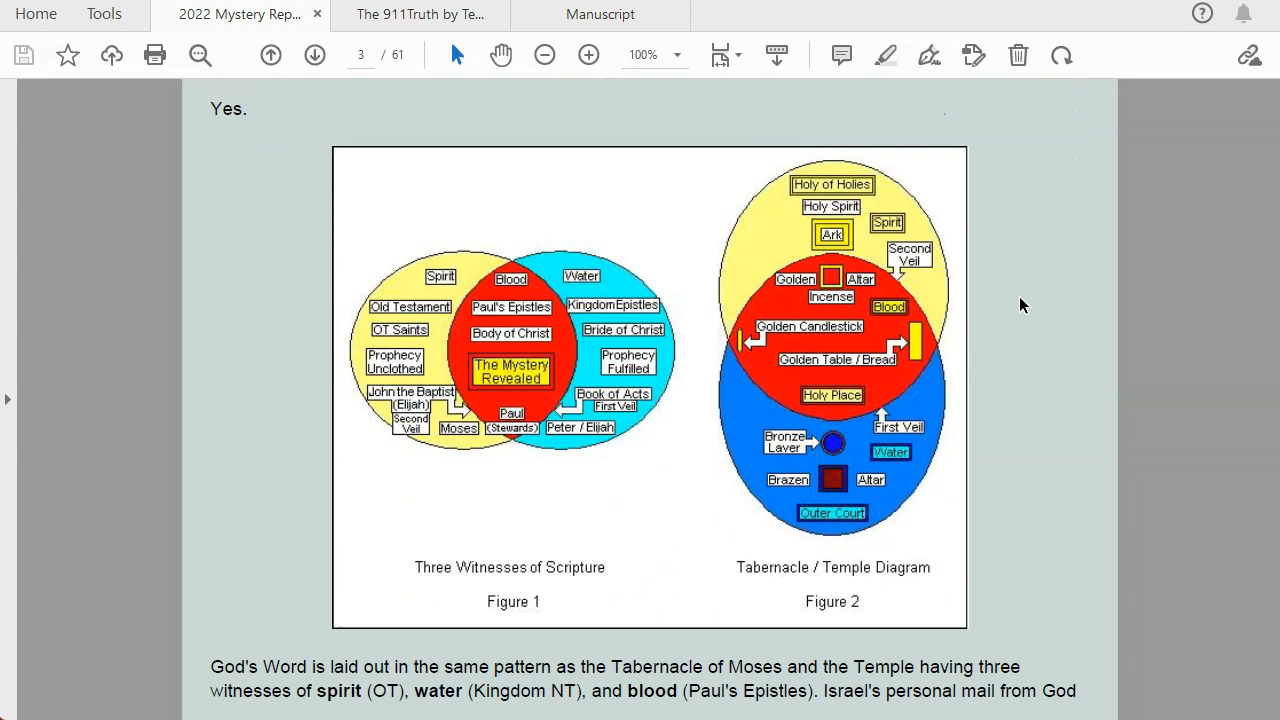 Home
Tools
2022 Mystery Rep...
×
The 911Truth by Te...
Manuscript
3 / 61
100%
Yes.
Spirit
Blood
Water
Old Testament
Paul's Epistles
Kingdom Epistles
OT Saints
Body of Christ
Bride of Christ
Prophecy
Unclothed
The Mystery
Revealed
Prophecy
Fulfilled
John the Baptist
(Elijah)
Book of Acts
First Veil
Second
Veil
Moses
Paul
(Stewards)
Peter / Elijah
Three Witnesses of Scripture
Figure 1
Holy of Holies
Holy Spirit
Spirit
Ark
Second
Veil
Golden
Altar
Incense
Blood
Golden Candlestick
Golden Table / Bread
Holy Place
First Veil
Bronze
Laver
Water
Brazen
Altar
Outer Court
Tabernacle / Temple Diagram
Figure 2
God's Word is laid out in the same pattern as the Tabernacle of Moses and the Temple having three
witnesses of spirit (OT), water (Kingdom NT), and blood (Paul's Epistles). Israel's personal mail from God